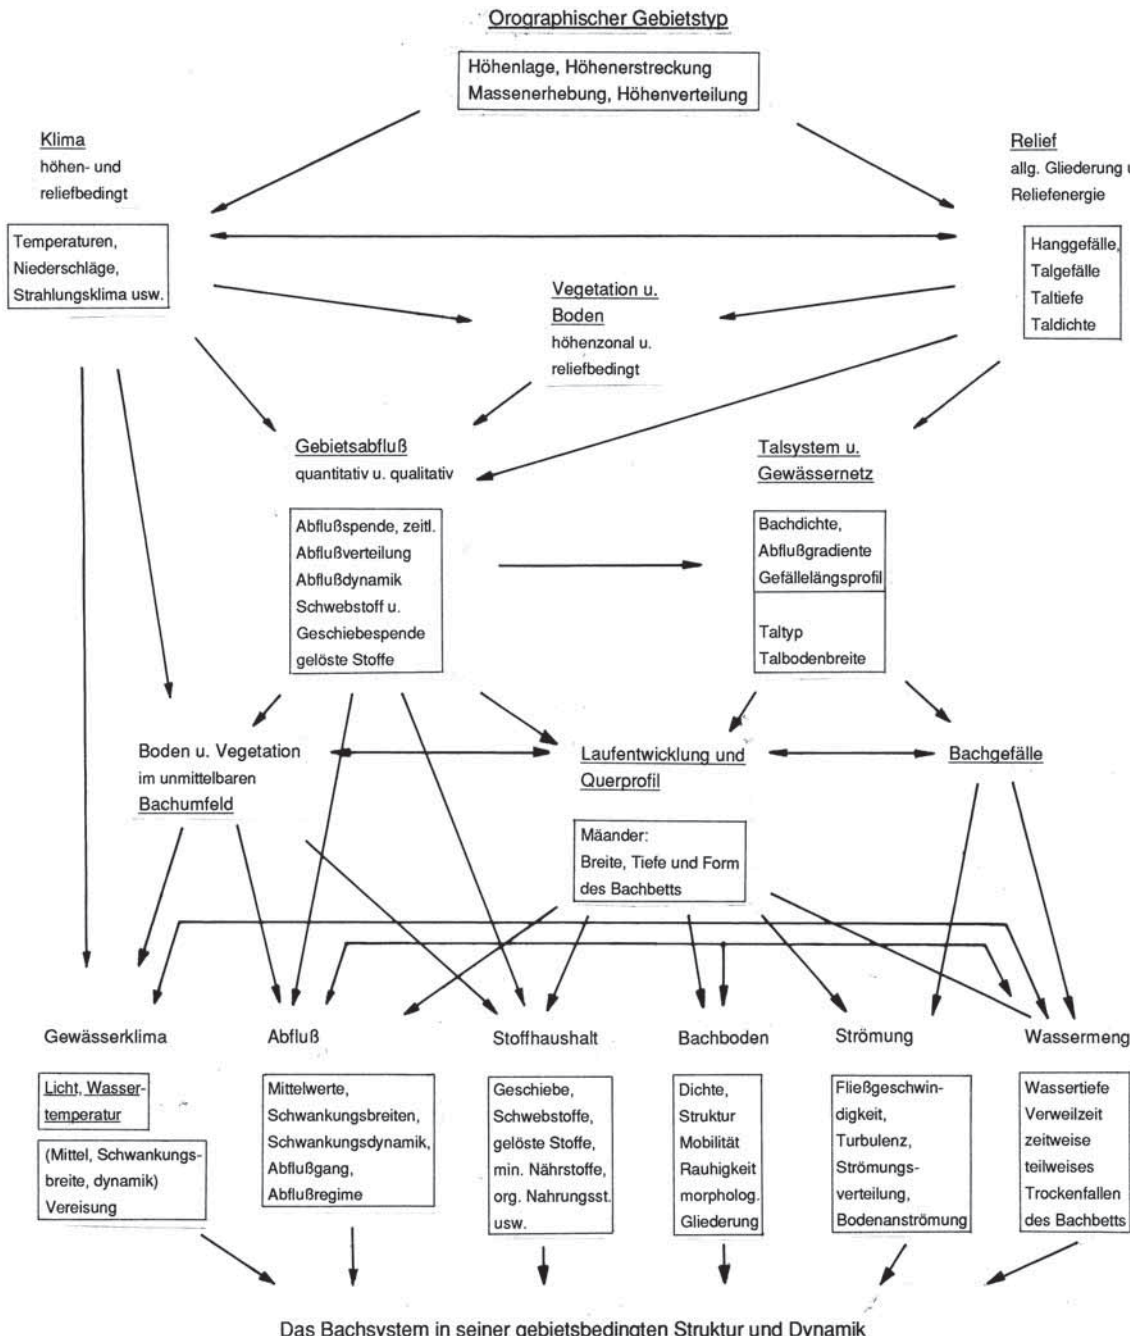 Orographischer Gebietstyp
Höhenlage, Höhenerstreckung
Massenerhebung, Höhenverteilung
Klima
höhen- und
reliefbedingt
Relief
allg. Gliederung u
Reliefenergie
Temperaturen,
Niederschläge,
Strahlungsklima usw.
Hanggefälle,
Talgefälle
Taltiefe
Taldichte
Vegetation u.
Boden
höhenzonal u.
reliefbedingt
Gebietsabfluß
quantitativ u. qualitativ
Talsystem u.
Gewässernetz
Abflußspende, zeitl.
Abflußverteilung
Abflußdynamik
Schwebstoff u.
Geschiebespende
gelöste Stoffe
Bachdichte,
Abflußgradiente
Gefällelängsprofil
Taltyp
Talbodenbreite
Boden u. Vegetation
im unmittelbaren
Bachumfeld
Laufentwicklung und
Querprofil
Bachgefälle
Mäander:
Breite, Tiefe und Form
des Bachbetts
Gewässerklima
Abfluß
Stoffhaushalt
Bachboden
Strömung
Wassermeng
Licht, Wasser-
temperatur
(Mittel, Schwankungs-
breite, dynamik)
Vereisung
Mittelwerte,
Schwankungsbreiten,
Schwankungsdynamik,
Abflußgang,
Abflußregime
Geschiebe,
Schwebstoffe,
gelöste Stoffe,
min. Nährstoffe,
org. Nahrungsst.
usw.
Dichte,
Struktur
Mobilität
Rauhigkeit
morpholog.
Gliederung
Fließgeschwin-
digkeit,
Turbulenz,
Strömungs-
verteilung,
Bodenanströmung
Wassertiefe
Verweilzeit
zeitweise
teilweises
Trockenfallen
des Bachbetts
Das Bachsystem in seiner gebietsbedingten Struktur und Dynamik